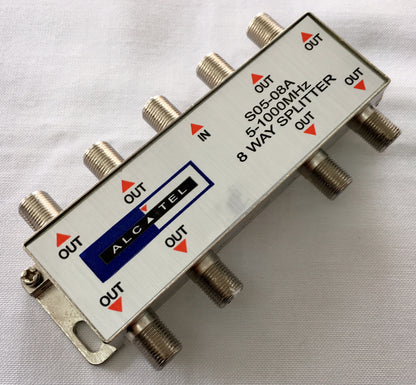 S05-08A
5-1000MHz
8 WAY SPLITTER
OUT
OUT
IN
OUT
OUT
OUT
OUT
OUT
OUT
ALCATEL